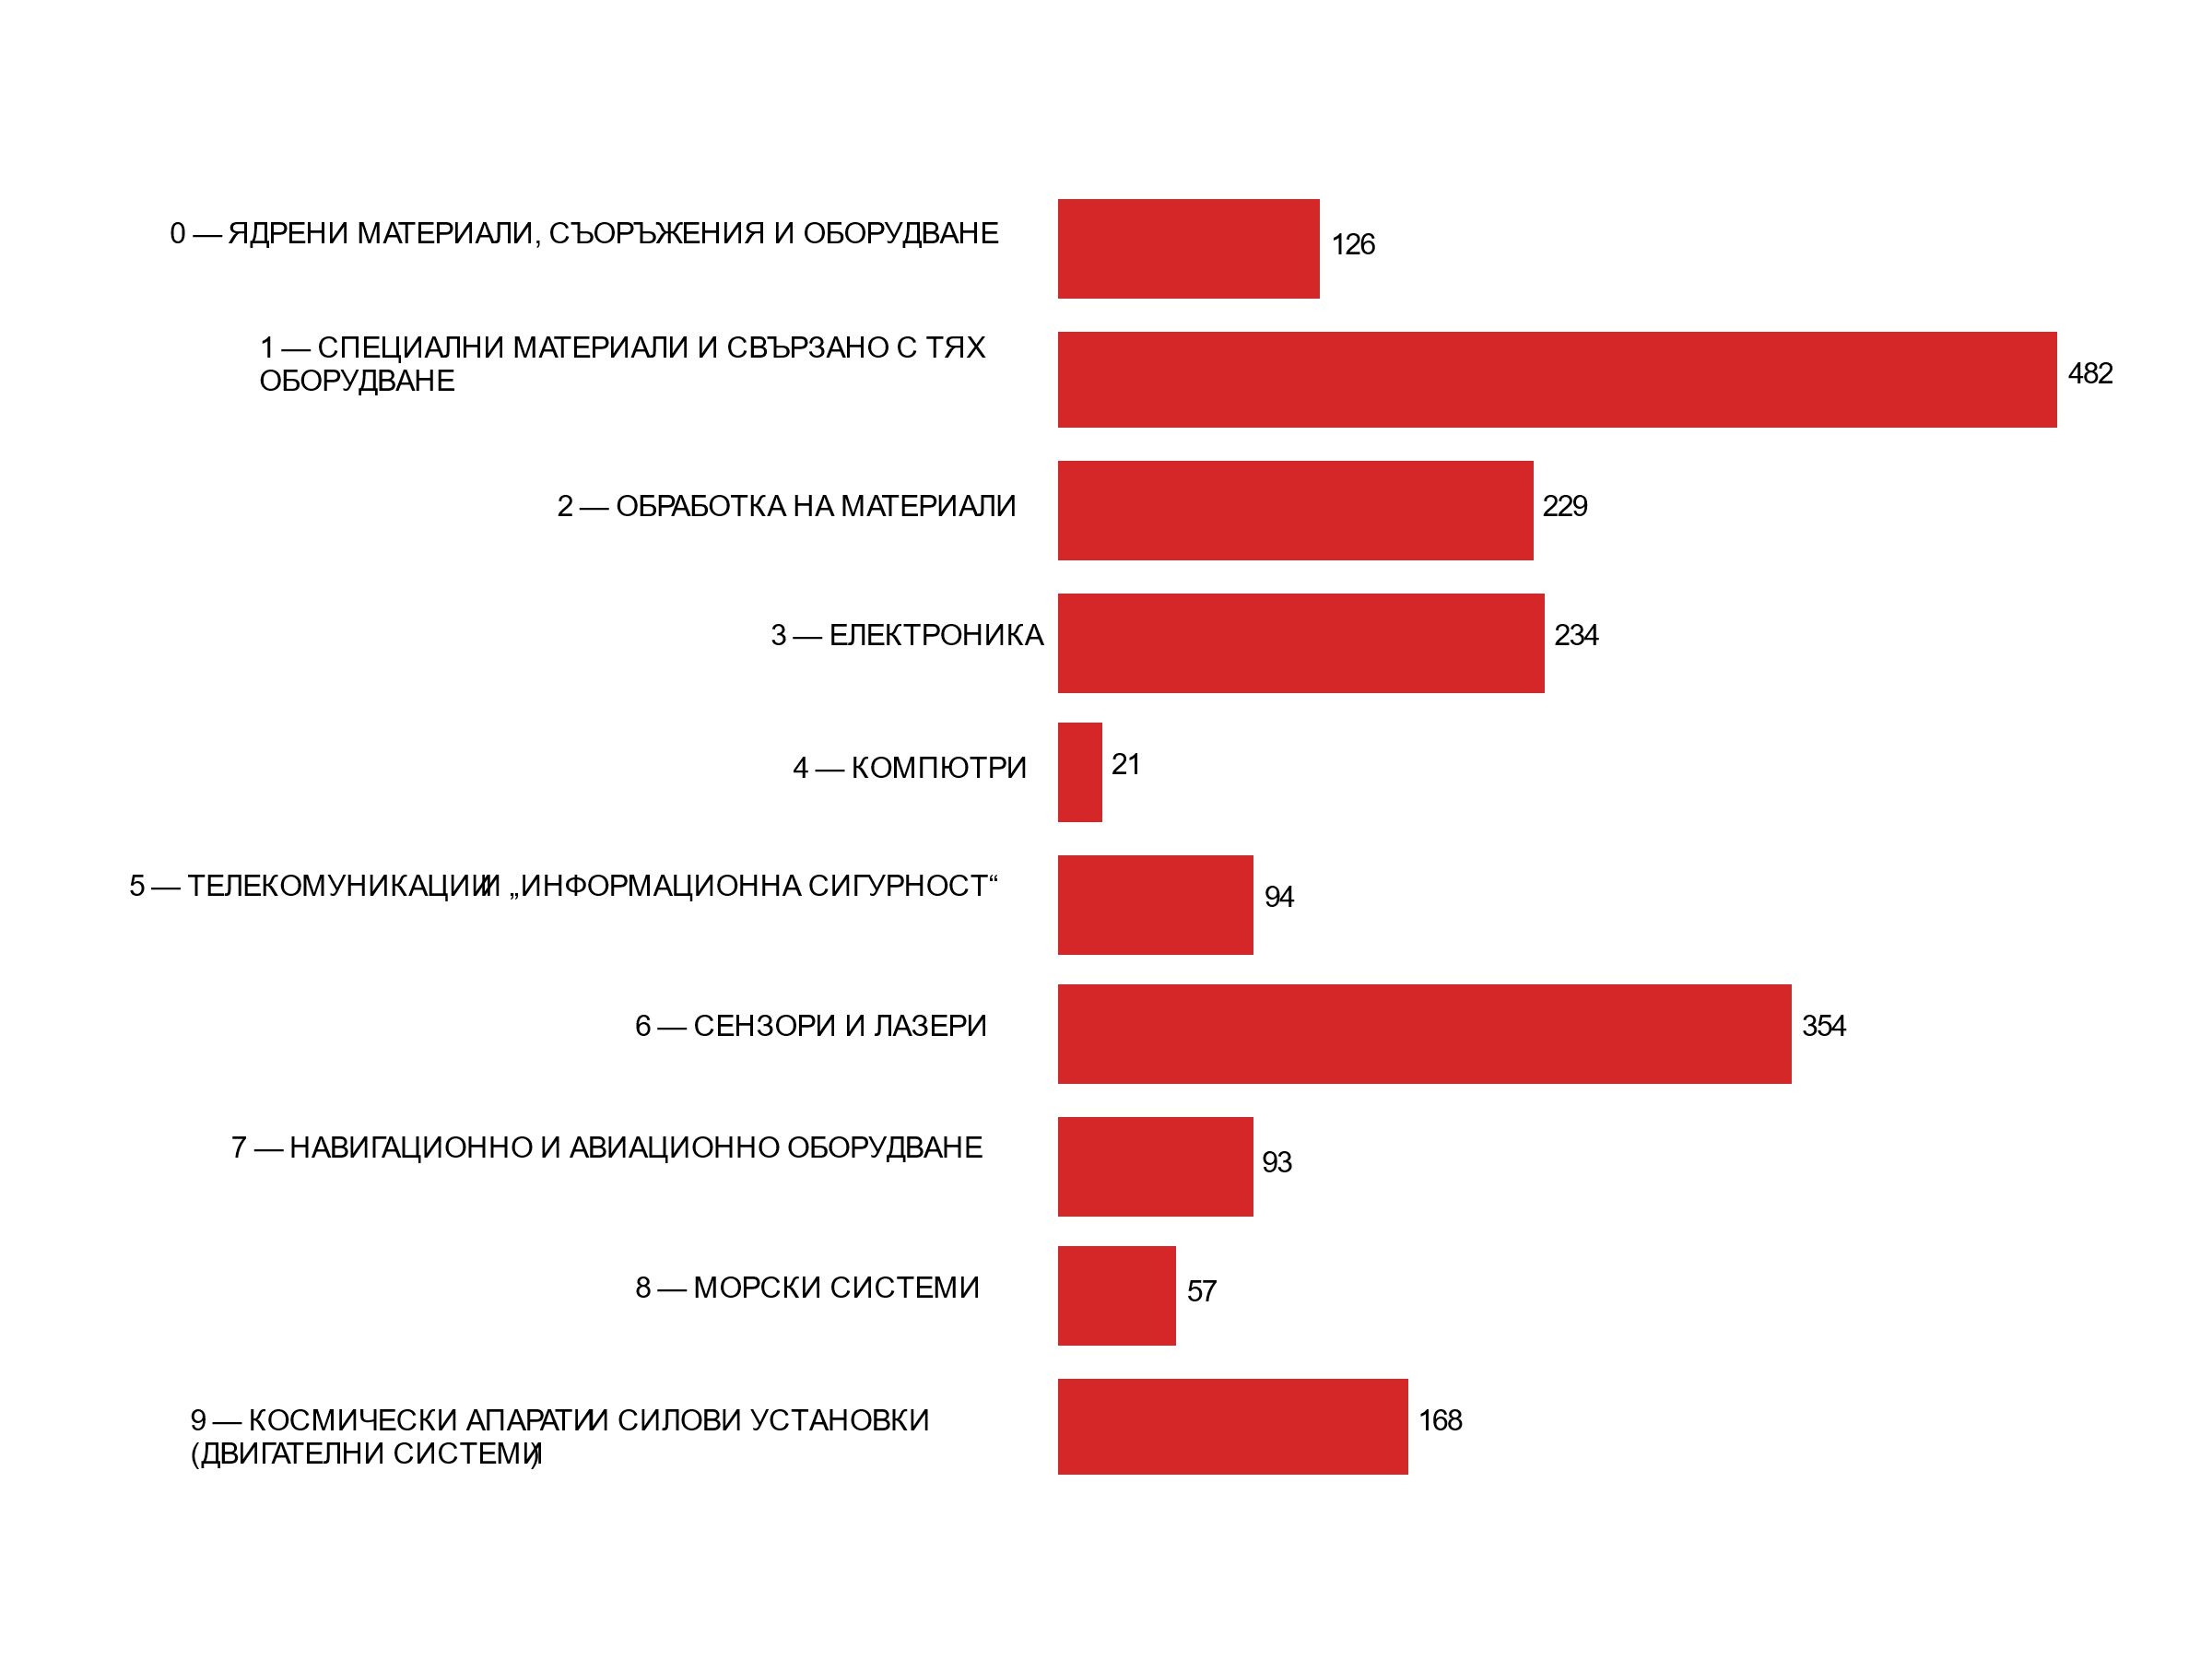 0 — ЯДРЕНИ МАТЕРИАЛИ, СЪОРЪЖЕНИЯ И ОБОРУДВАНЕ
126
1 — СПЕЦИАЛНИ МАТЕРИАЛИ И СВЪРЗАНО С ТЯХ
ОБОРУДВАНЕ
482
2 — ОБРАБОТКА НА МАТЕРИАЛИ
229
3 — ЕЛЕКТРОНИКА
234
4 — КОМПЮТРИ
21
5 — ТЕЛЕКОМУНИКАЦИИ И „ИНФОРМАЦИОННА СИГУРНОСТ“
94
6 — СЕНЗОРИ И ЛАЗЕРИ
354
7 — НАВИГАЦИОННО И АВИАЦИОННО ОБОРУДВАНЕ
93
8 — МОРСКИ СИСТЕМИ
57
9 — КОСМИЧЕСКИ АПАРАТИ И СИЛОВИ УСТАНОВКИ
(ДВИГАТЕЛНИ СИСТЕМИ)
168